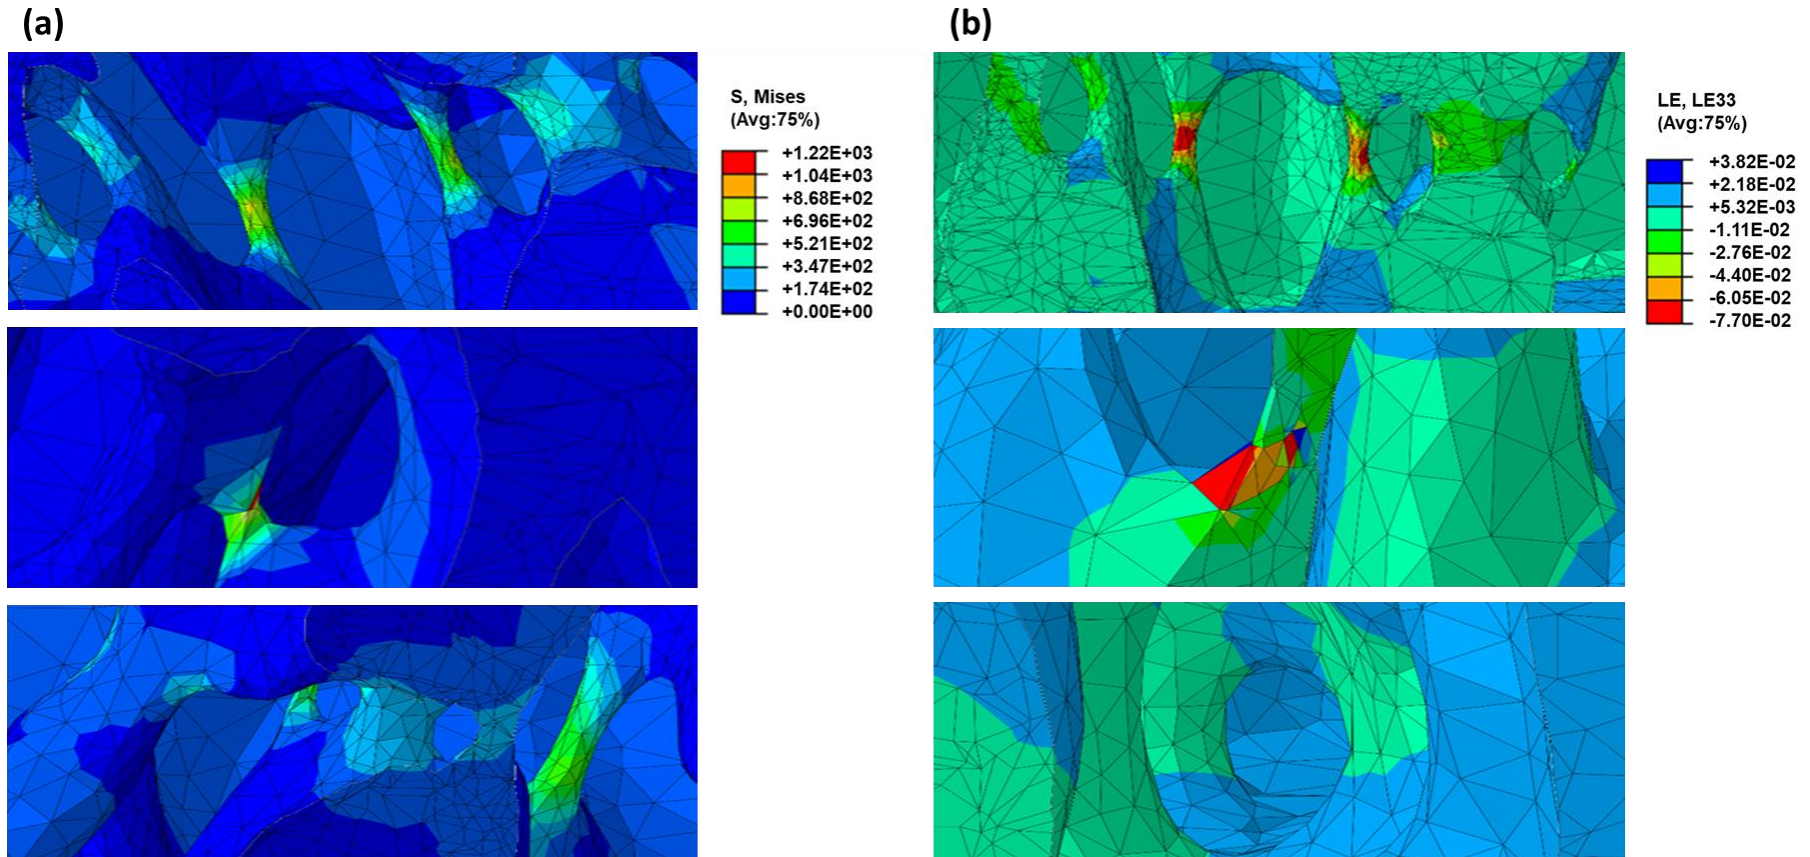 (a)
S, Mises
(Avg:75%)
+1.22E+03
+1.04E+03
+8.68E+02
+6.96E+02
+5.21E+02
+3.47E+02
+1.74E+02
+0.00E+00
(b)
LE, LE33
(Avg:75%)
+3.82E-02
+2.18E-02
+5.32E-03
-1.11E-02
-2.76E-02
-4.40E-02
-6.05E-02
-7.70E-02